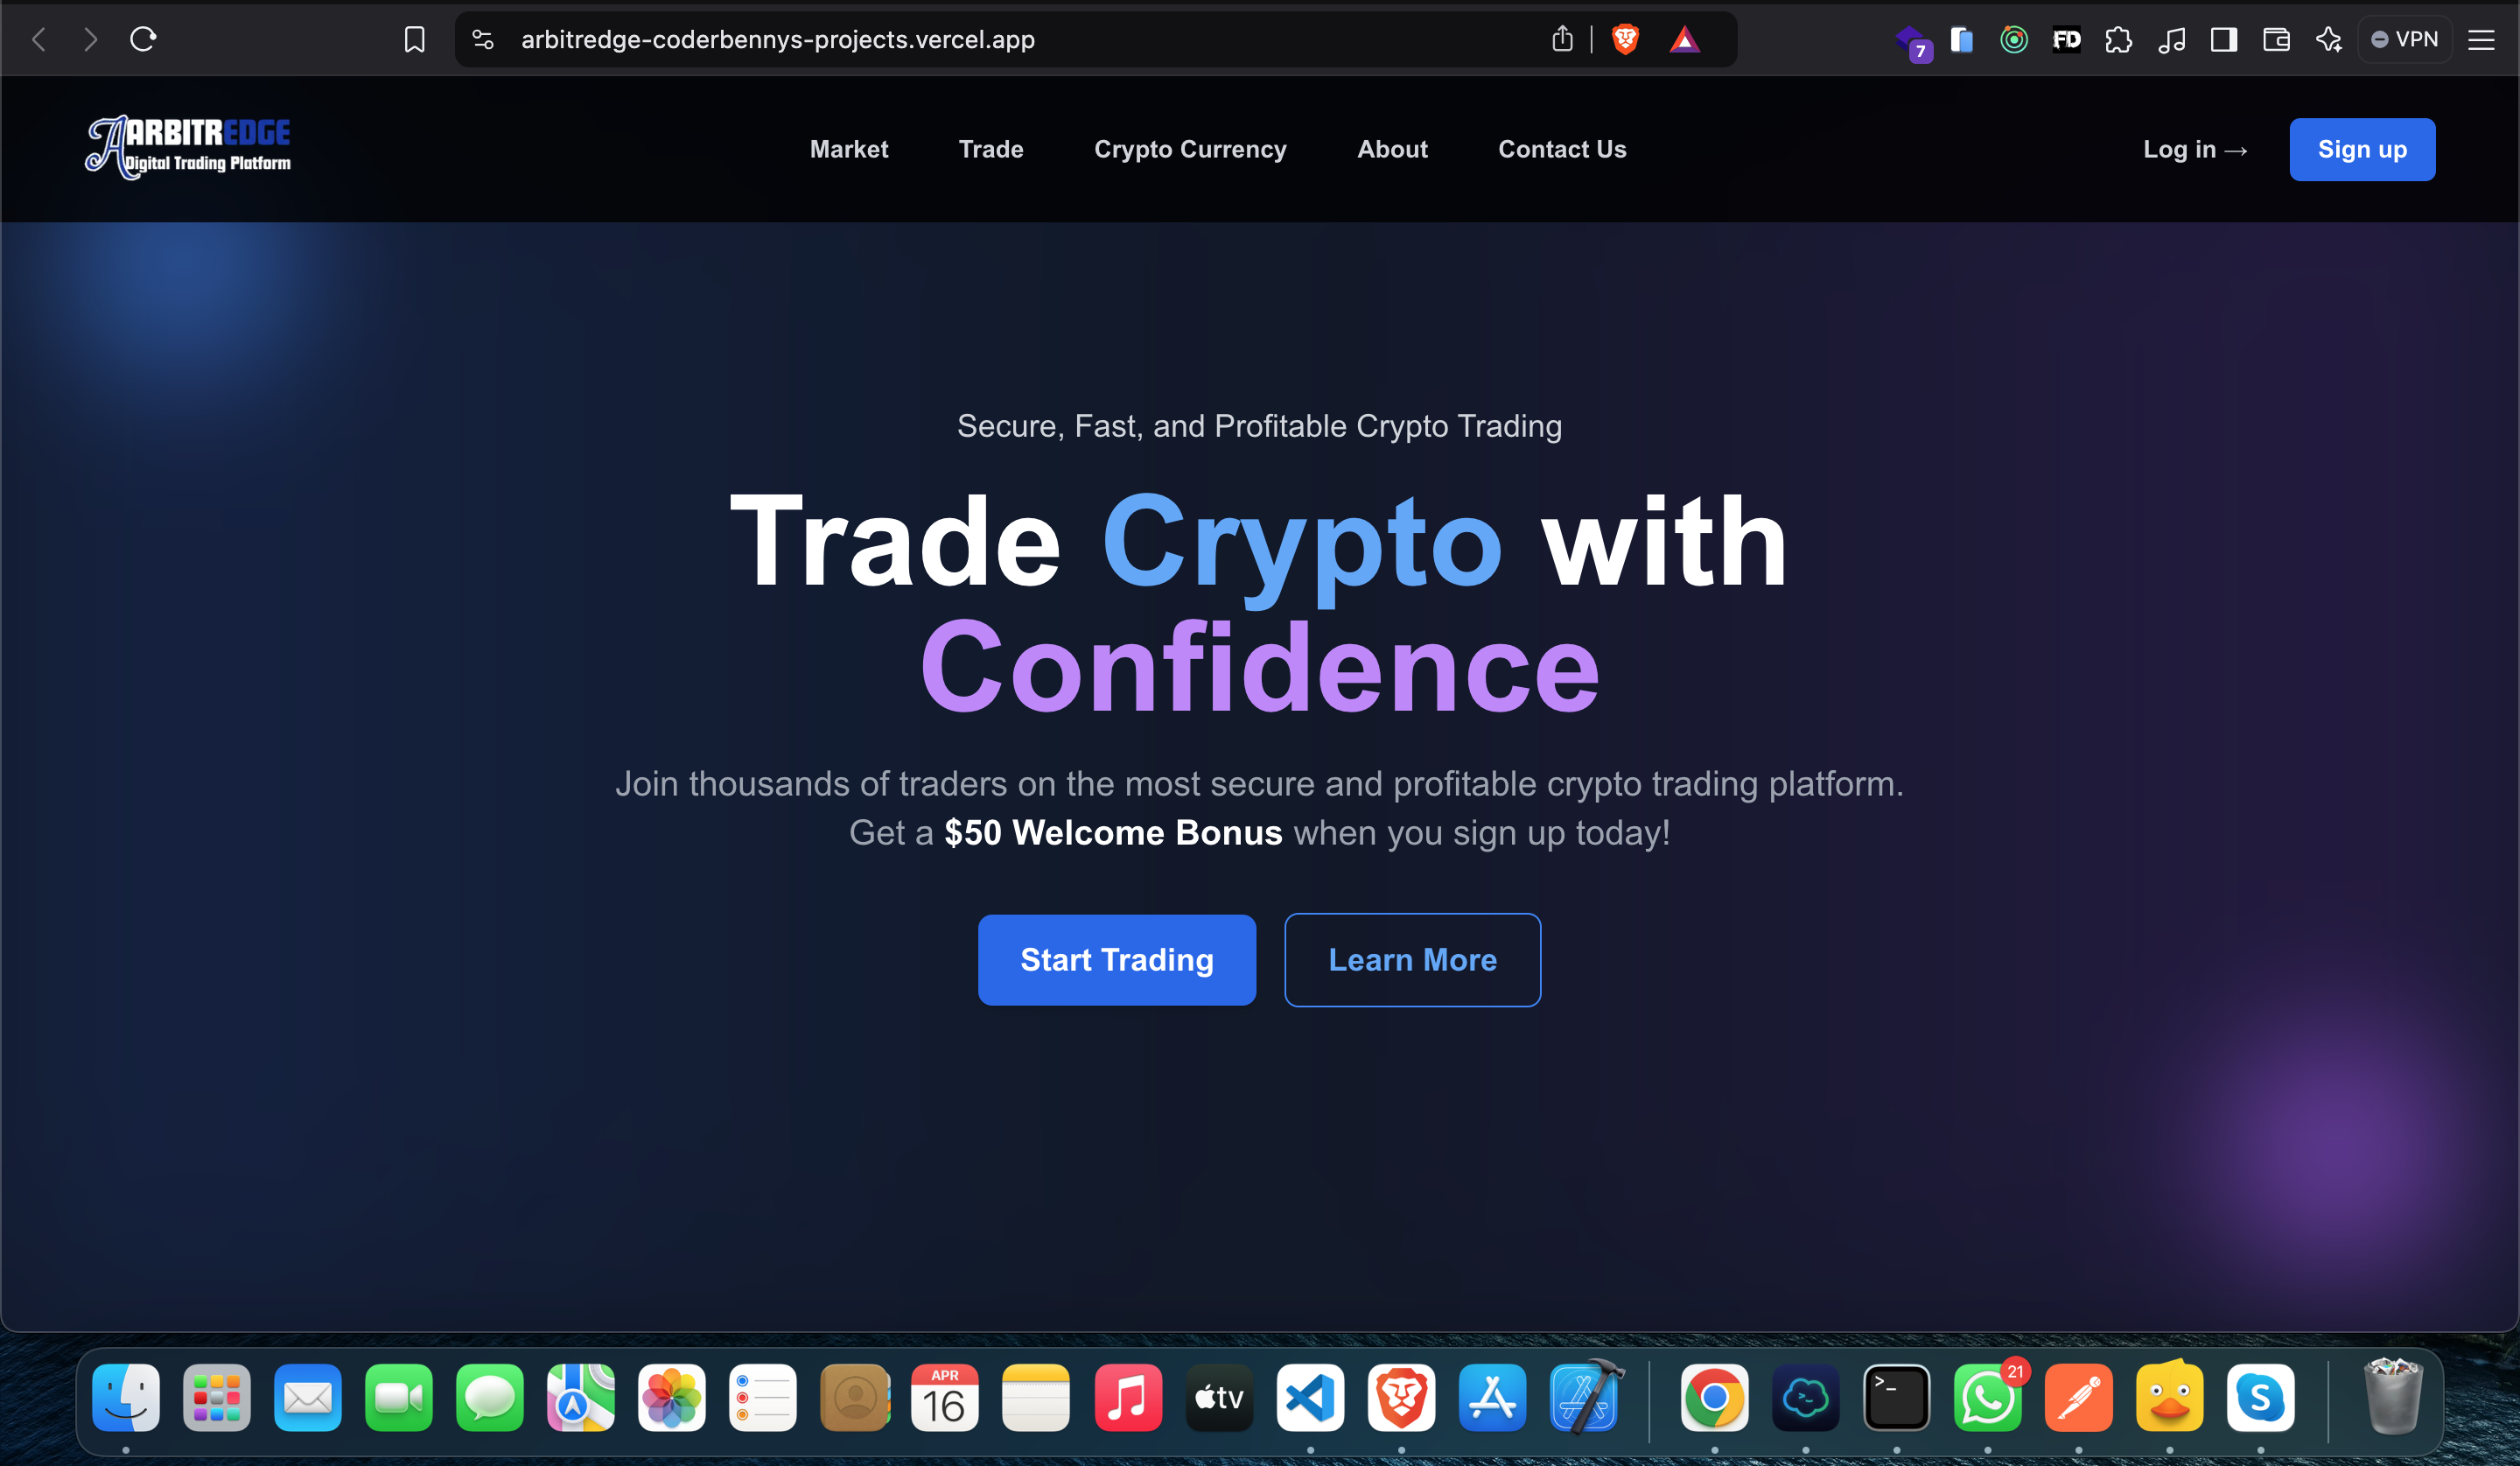 arbitredge-coderbennys-projects.vercel.app
7
FD
VPN
ARBITREDGE
Digital Trading Platform
Market
Trade
Crypto Currency
About
Contact Us
Log in →
Sign up
Secure, Fast, and Profitable Crypto Trading
Trade Crypto with
Confidence
Join thousands of traders on the most secure and profitable crypto trading platform.
Get a $50 Welcome Bonus when you sign up today!
Start Trading
Learn More
APR
16
tv
>_
21
S